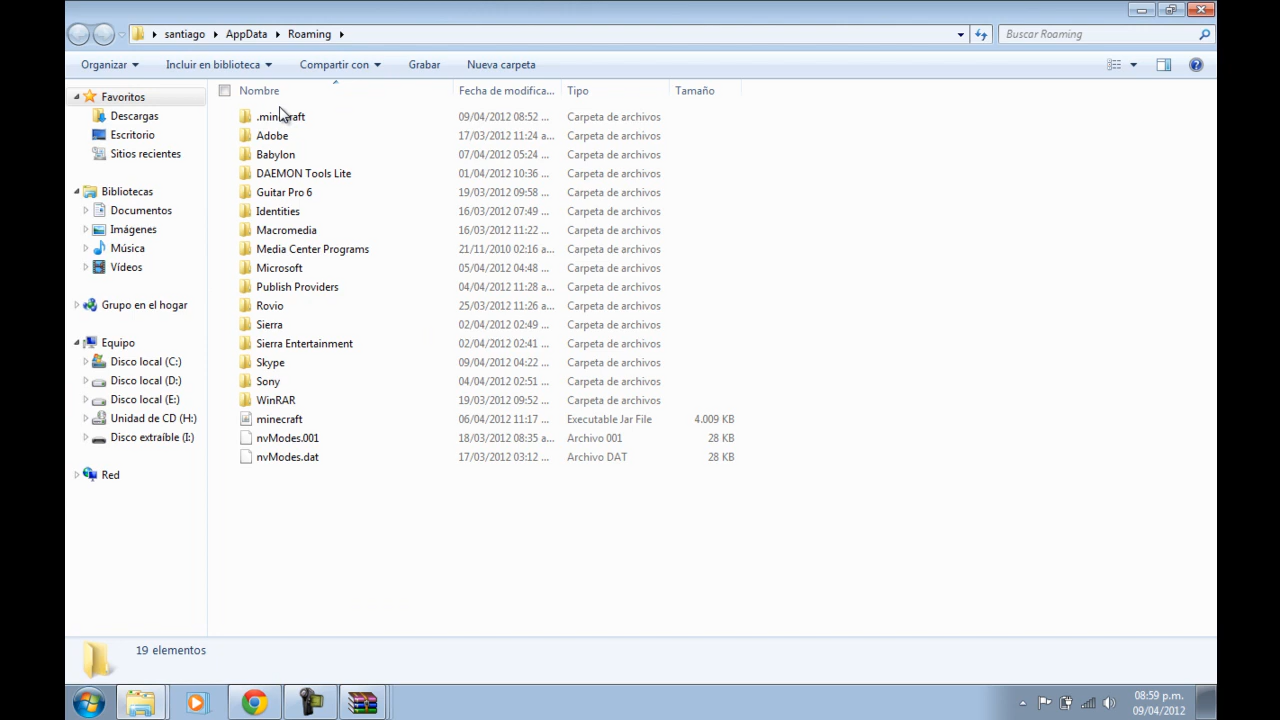 santiago AppData Roaming
Buscar Roaming
Organizar Incluir en biblioteca Compartir con Grabar Nueva carpeta
Favoritos
Descargas
Escritorio
Sitios recientes
Bibliotecas
Documentos
Imágenes
Música
Vídeos
Grupo en el hogar
Equipo
Disco local (C:)
Disco local (D:)
Disco local (E:)
Unidad de CD (H:)
Disco extraíble (I:)
Red
Nombre Fecha de modifica... Tipo Tamaño
.minecraft 09/04/2012 08:52 ... Carpeta de archivos
Adobe 17/03/2012 11:24 a... Carpeta de archivos
Babylon 07/04/2012 05:24 ... Carpeta de archivos
DAEMON Tools Lite 01/04/2012 10:36 ... Carpeta de archivos
Guitar Pro 6 19/03/2012 09:58 ... Carpeta de archivos
Identities 16/03/2012 07:49 ... Carpeta de archivos
Macromedia 16/03/2012 11:22 ... Carpeta de archivos
Media Center Programs 21/11/2010 02:16 a... Carpeta de archivos
Microsoft 05/04/2012 04:48 ... Carpeta de archivos
Publish Providers 04/04/2012 11:28 ... Carpeta de archivos
Rovio 25/03/2012 11:26 a... Carpeta de archivos
Sierra 02/04/2012 02:49 ... Carpeta de archivos
Sierra Entertainment 02/04/2012 02:41 ... Carpeta de archivos
Skype 09/04/2012 04:22 ... Carpeta de archivos
Sony 04/04/2012 02:51 ... Carpeta de archivos
WinRAR 19/03/2012 09:52 ... Carpeta de archivos
minecraft 06/04/2012 11:17 ... Executable Jar File 4.009 KB
nvModes.001 18/03/2012 08:35 a... Archivo 001 28 KB
nvModes.dat 17/03/2012 03:12 ... Archivo DAT 28 KB
19 elementos
08:59 p.m.
09/04/2012